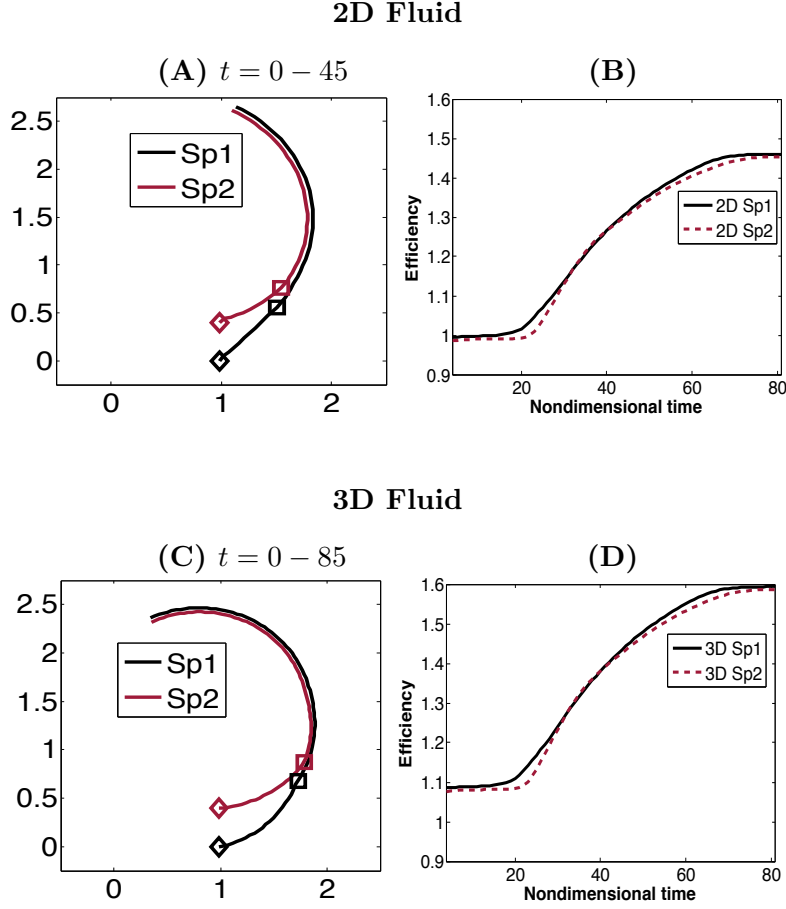 2D Fluid
(A) t = 0 − 45
2.5
2
1.5
1
0.5
0
0
1
2
Sp1
Sp2
(B)
1.6
1.5
1.4
1.3
1.2
1.1
1
0.9
Efficiency
20
40
60
80
Nondimensional time
2D Sp1
2D Sp2
3D Fluid
(C) t = 0 − 85
2.5
2
1.5
1
0.5
0
0
1
2
Sp1
Sp2
(D)
1.6
1.5
1.4
1.3
1.2
1.1
1
0.9
Efficiency
20
40
60
80
Nondimensional time
3D Sp1
3D Sp2